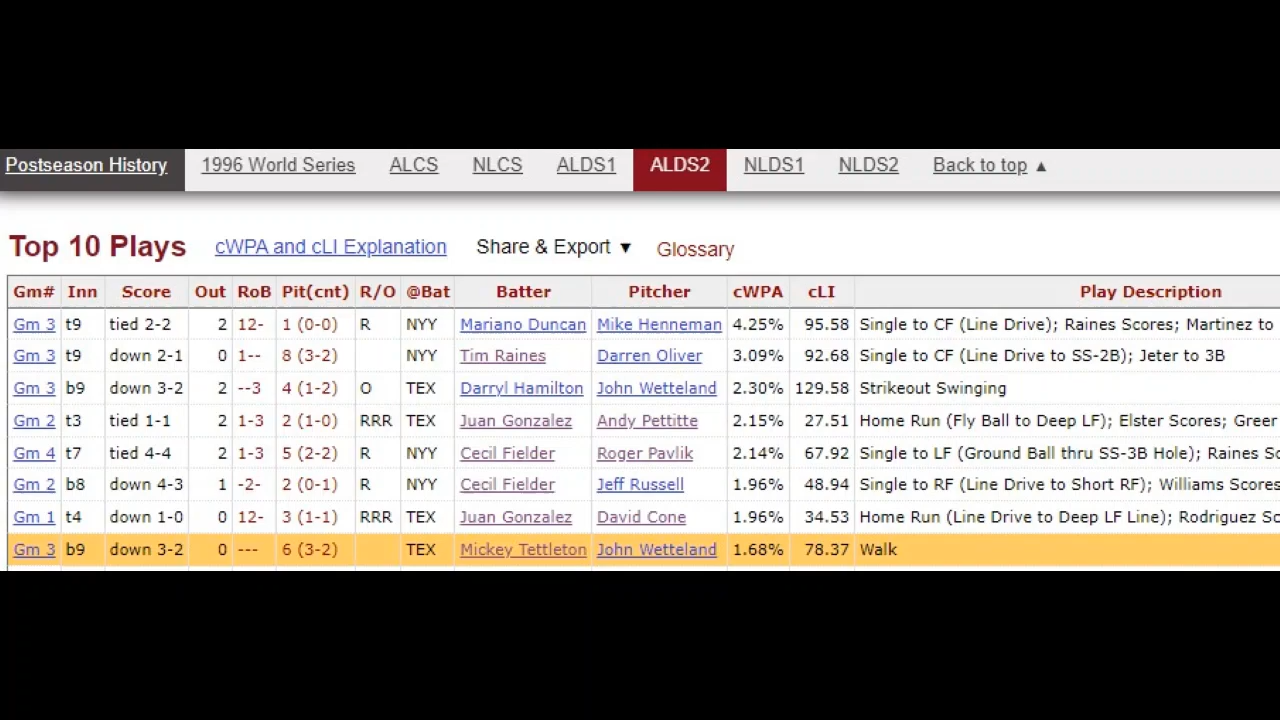 Postseason History 1996 World Series ALCS NLCS ALDS1 ALDS2 NLDS1 NLDS2 Back to top ▲
Top 10 Plays cWPA and cLI Explanation Share & Export ▼ Glossary
Gm# Inn Score Out RoB Pit(cnt) R/O @Bat Batter Pitcher cWPA cLI Play Description
Gm 3 t9 tied 2-2 2 12- 1 (0-0) R NYY Mariano Duncan Mike Henneman 4.25% 95.58 Single to CF (Line Drive); Raines Scores; Martinez to
Gm 3 t9 down 2-1 0 1-- 8 (3-2) NYY Tim Raines Darren Oliver 3.09% 92.68 Single to CF (Line Drive to SS-2B); Jeter to 3B
Gm 3 b9 down 3-2 2 --3 4 (1-2) O TEX Darryl Hamilton John Wetteland 2.30% 129.58 Strikeout Swinging
Gm 2 t3 tied 1-1 2 1-3 2 (1-0) RRR TEX Juan Gonzalez Andy Pettitte 2.15% 27.51 Home Run (Fly Ball to Deep LF); Elster Scores; Greer
Gm 4 t7 tied 4-4 2 1-3 5 (2-2) R NYY Cecil Fielder Roger Pavlik 2.14% 67.92 Single to LF (Ground Ball thru SS-3B Hole); Raines Sc
Gm 2 b8 down 4-3 1 -2- 2 (0-1) R NYY Cecil Fielder Jeff Russell 1.96% 48.94 Single to RF (Line Drive to Short RF); Williams Scores
Gm 1 t4 down 1-0 0 12- 3 (1-1) RRR TEX Juan Gonzalez David Cone 1.96% 34.53 Home Run (Line Drive to Deep LF Line); Rodriguez Sc
Gm 3 b9 down 3-2 0 --- 6 (3-2) TEX Mickey Tettleton John Wetteland 1.68% 78.37 Walk